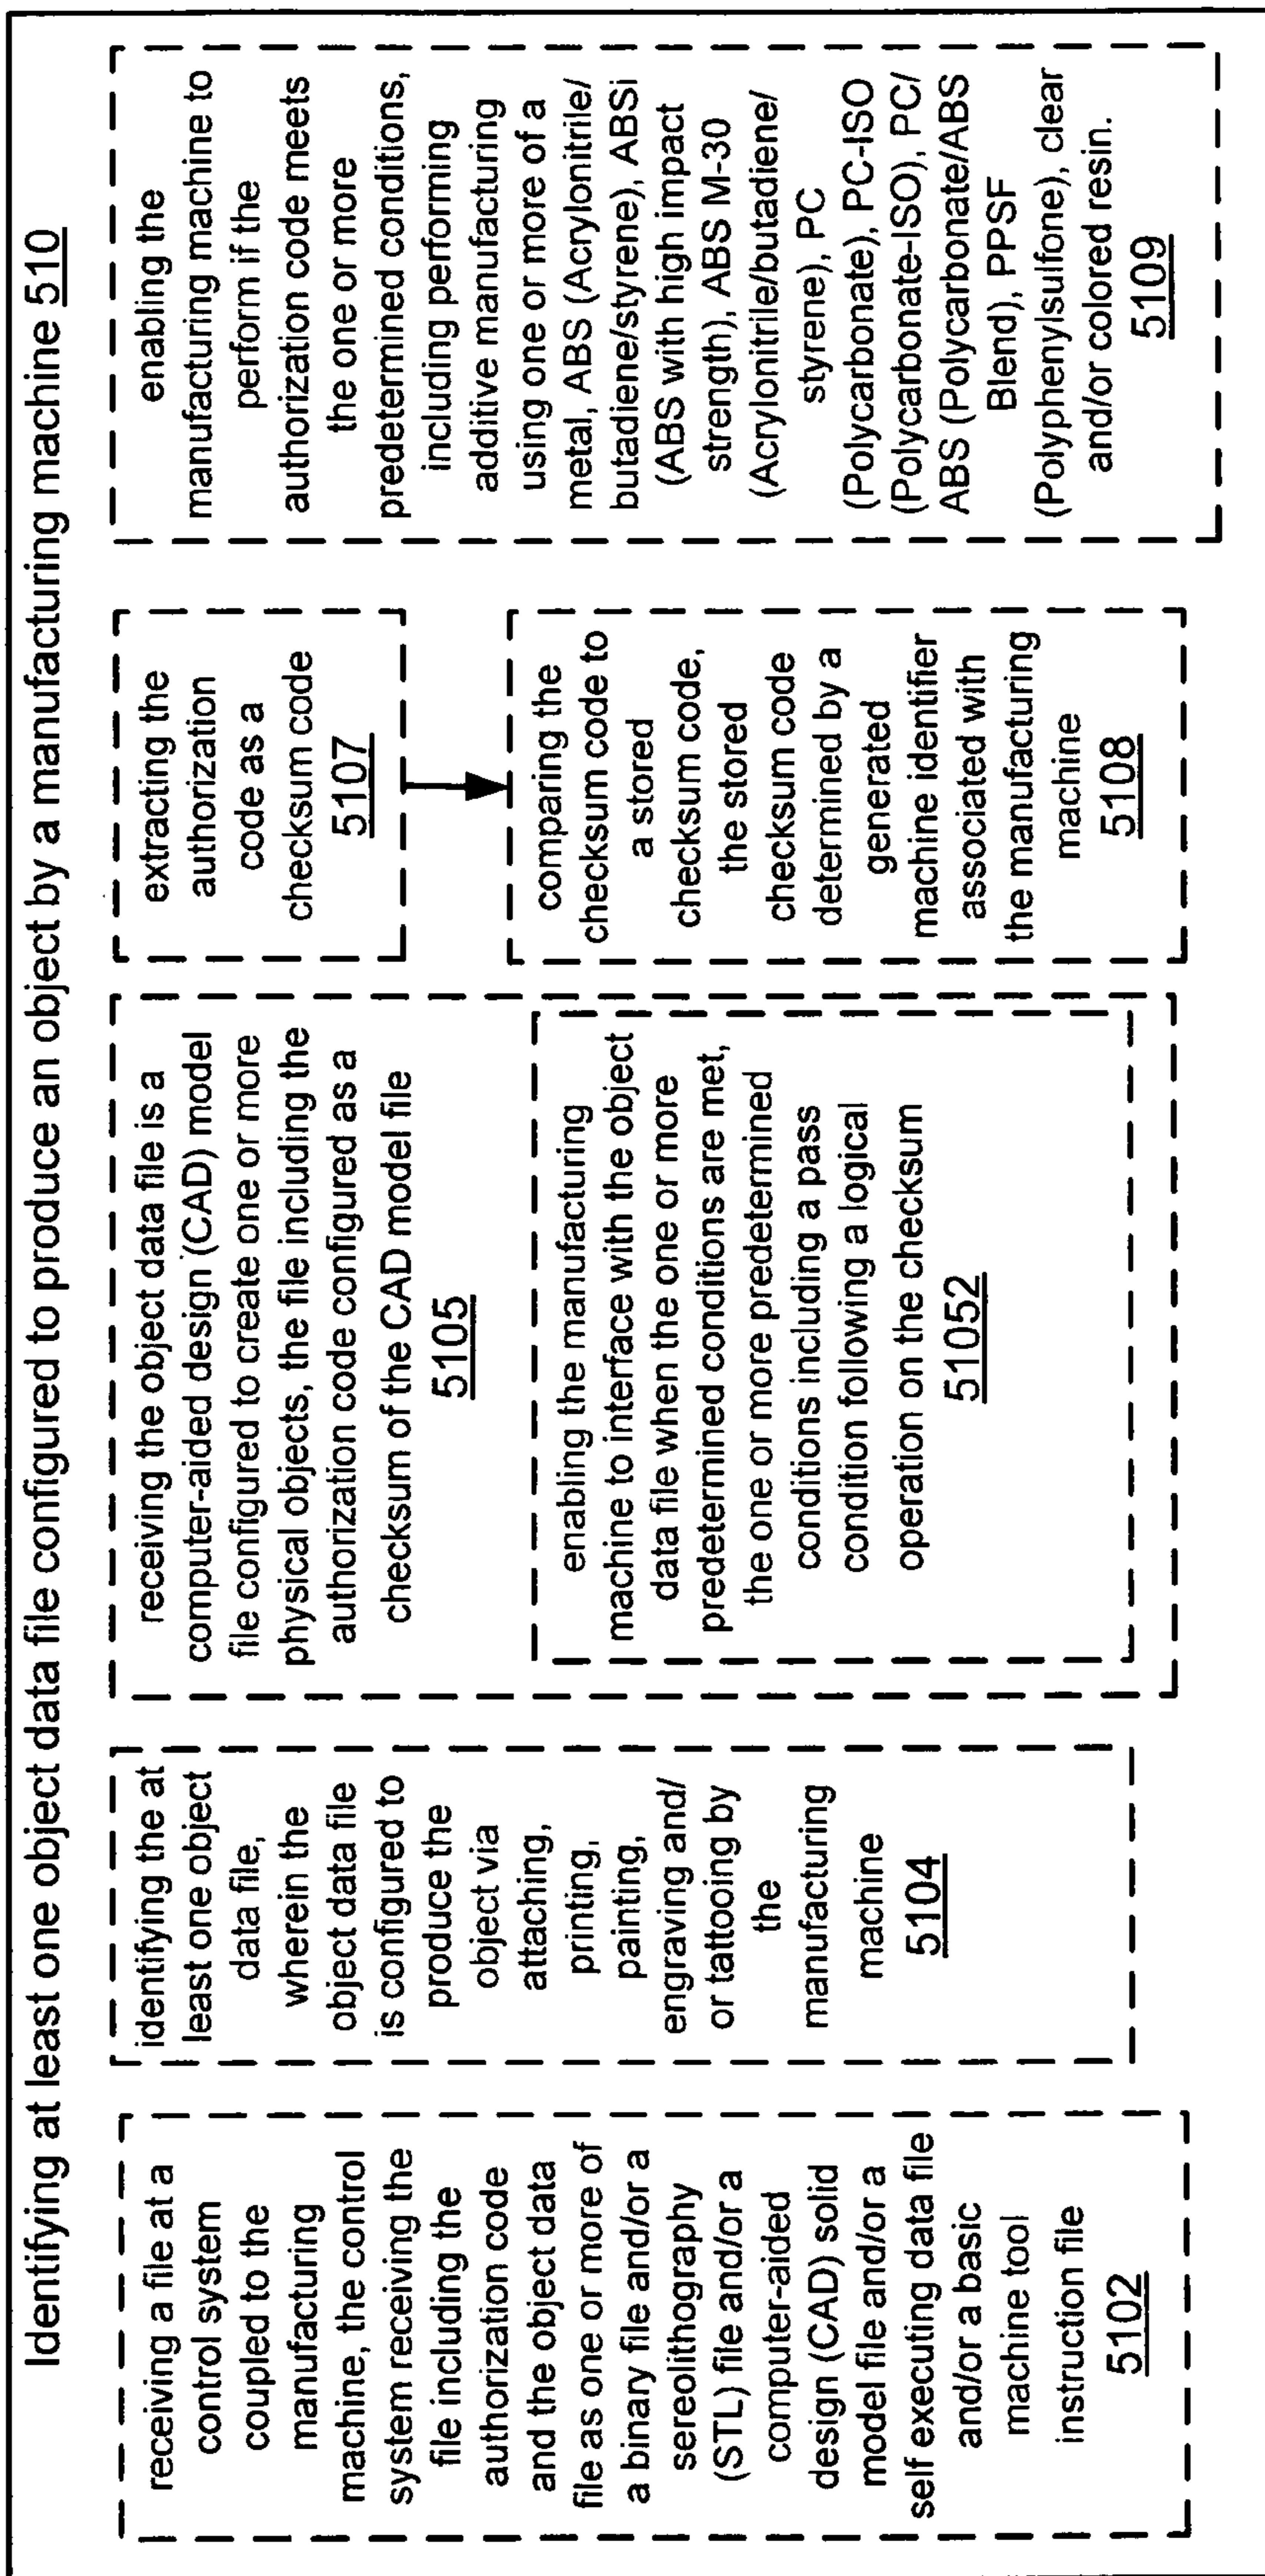 Identifying at least one object data file configured to produce an object by a manufacturing machine 510
receiving a file at a
control system
coupled to the
manufacturing
machine, the control
system receiving the
file including the
authorization code
and the object data
file as one or more of
a binary file and/or a
sereolithography
(STL) file and/or a
computer-aided
design (CAD) solid
model file and/or a
self executing data file
and/or a basic
machine tool
instruction file
5102
identifying the at
least one object
data file,
wherein the
object data file
is configured to
produce the
object via
attaching,
printing,
painting,
engraving and/
or tattooing by
the
manufacturing
machine
5104
receiving the object data file is a
computer-aided design (CAD) model
file configured to create one or more
physical objects, the file including the
authorization code configured as a
checksum of the CAD model file
5105
enabling the manufacturing
machine to interface with the object
data file when the one or more
predetermined conditions are met,
the one or more predetermined
conditions including a pass
condition following a logical
operation on the checksum
51052
extracting the
authorization
code as a
checksum code
5107
comparing the
checksum code to
a stored
checksum code,
the stored
checksum code
determined by a
generated
machine identifier
associated with
the manufacturing
machine
5108
enabling the
manufacturing machine to
perform if the
authorization code meets
the one or more
predetermined conditions,
including performing
additive manufacturing
using one or more of a
metal, ABS (Acrylonitrile/
butadiene/styrene), ABSi
(ABS with high impact
strength), ABS M-30
(Acrylonitrile/butadiene/
styrene), PC
(Polycarbonate), PC-ISO
(Polycarbonate-ISO), PC/
ABS (Polycarbonate/ABS
Blend), PPSF
(Polyphenylsulfone), clear
and/or colored resin.
5109